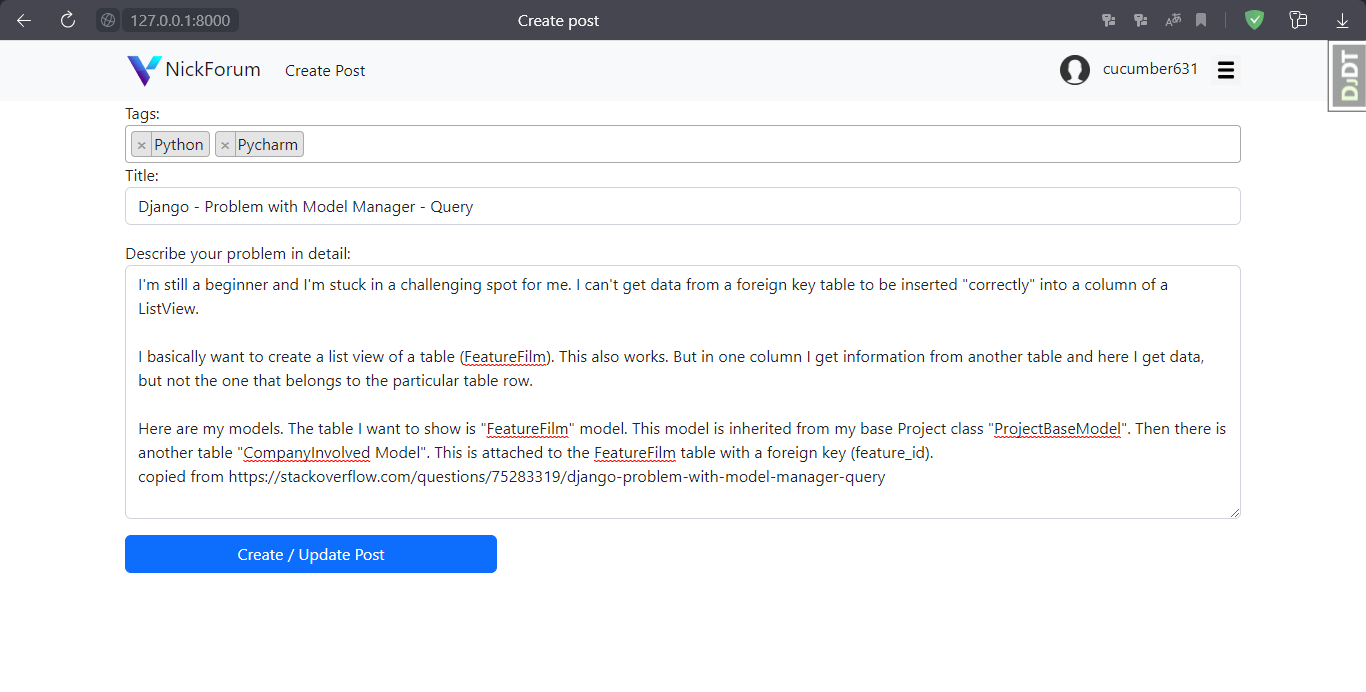 127.0.0.1:8000
Create post
NickForum
Create Post
cucumber631
DJDT
Tags:
× Python × Pycharm
Title:
Django - Problem with Model Manager - Query
Describe your problem in detail:
I'm still a beginner and I'm stuck in a challenging spot for me. I can't get data from a foreign key table to be inserted "correctly" into a column of a
ListView.
I basically want to create a list view of a table (FeatureFilm). This also works. But in one column I get information from another table and here I get data,
but not the one that belongs to the particular table row.
Here are my models. The table I want to show is "FeatureFilm" model. This model is inherited from my base Project class "ProjectBaseModel". Then there is
another table "CompanyInvolved Model". This is attached to the FeatureFilm table with a foreign key (feature_id).
copied from https://stackoverflow.com/questions/75283319/django-problem-with-model-manager-query
Create / Update Post